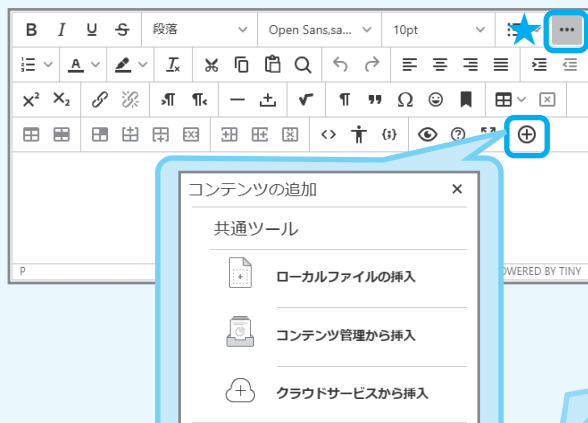 B I U S 段落 Open Sans,sa... 10pt
A
X² X₂
コンテンツの追加 ×
共通ツール
ローカルファイルの挿入
コンテンツ管理から挿入
クラウドサービスから挿入
P OWERED BY TINY